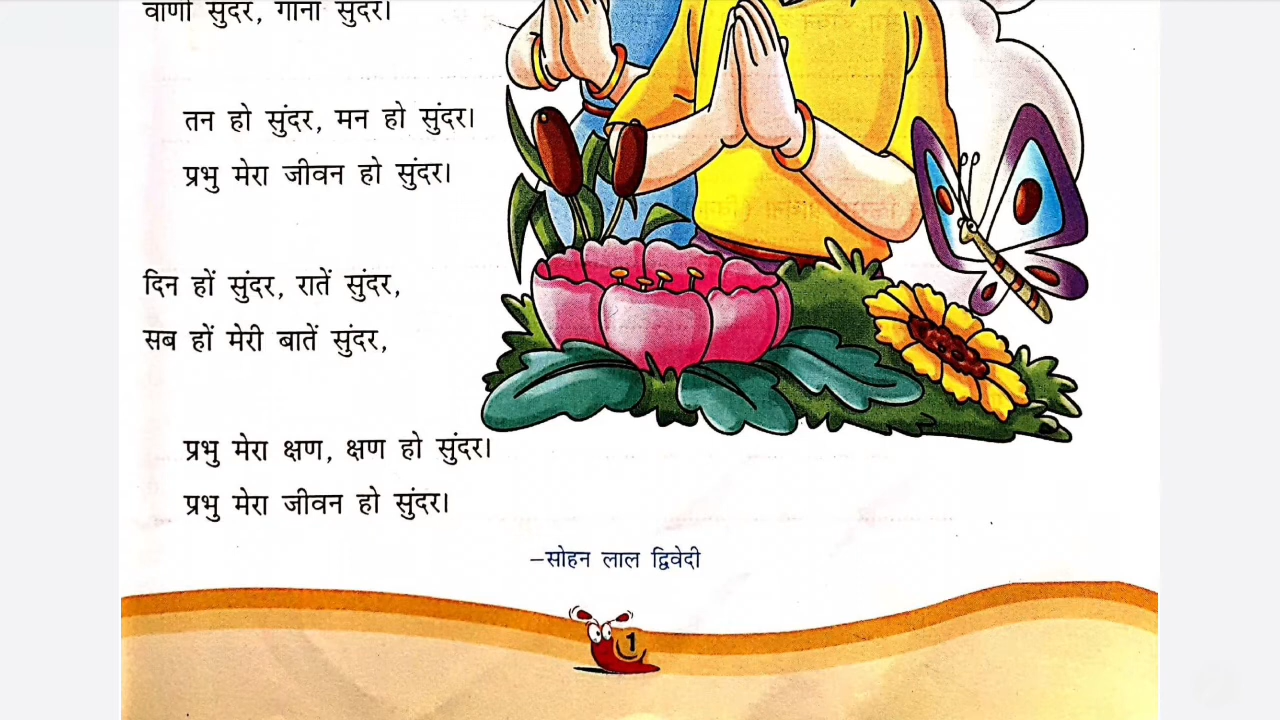 वाणी सुंदर, गाना सुंदर।
तन हो सुंदर, मन हो सुंदर।
प्रभु मेरा जीवन हो सुंदर।
दिन हों सुंदर, रातें सुंदर,
सब हों मेरी बातें सुंदर,
प्रभु मेरा क्षण, क्षण हो सुंदर।
प्रभु मेरा जीवन हो सुंदर।
–सोहन लाल द्विवेदी
1